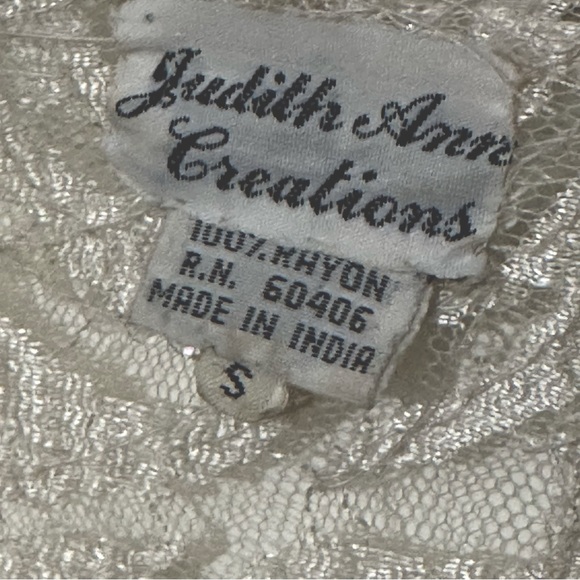 Judith Ann
Creations
100% RAYON
R.N. 60406
MADE IN INDIA
S